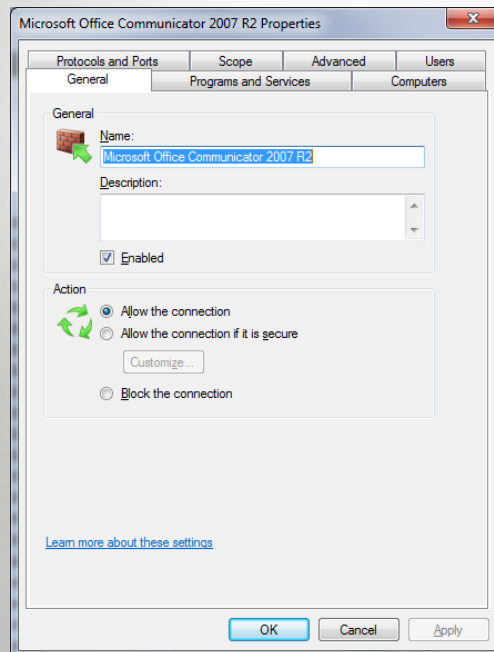 Microsoft Office Communicator 2007 R2 Properties
Protocols and Ports Scope Advanced Users
General Programs and Services Computers
General
Name:
Microsoft Office Communicator 2007 R2
Description:
Enabled
Action
Allow the connection
Allow the connection if it is secure
Customize...
Block the connection
Learn more about these settings
OK Cancel Apply